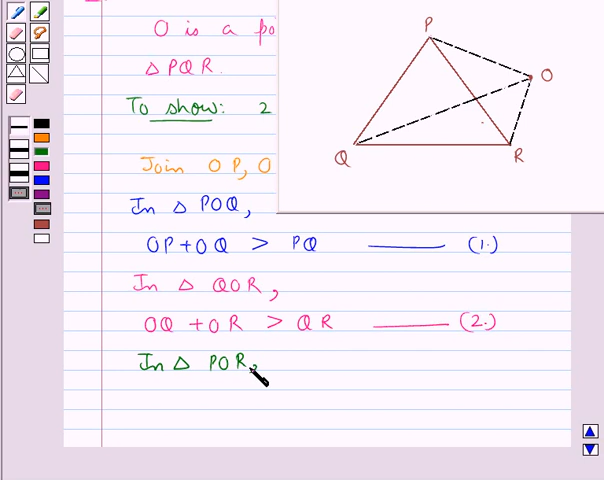 O is a
Δ PQR.
To show: 2
Join OP, O
In Δ POQ,
OP + OQ > PQ (1.)
In Δ QOR,
OQ + OR > QR (2.)
In Δ POR,
P
O
Q
R